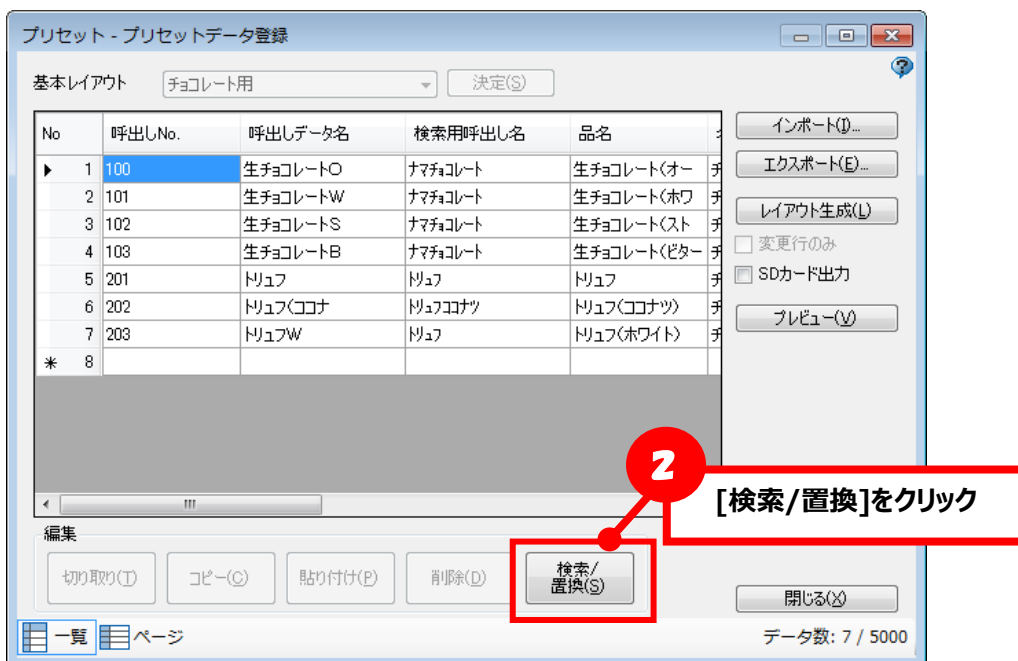 プリセット - プリセットデータ登録
基本レイアウト チョコレート用 決定(S)
No 呼出しNo. 呼出しデータ名 検索用呼出し名 品名
1 100 生チョコレートO ナマチョコレート 生チョコレート(オー チ
2 101 生チョコレートW ナマチョコレート 生チョコレート(ホワ チ
3 102 生チョコレートS ナマチョコレート 生チョコレート(スト チ
4 103 生チョコレートB ナマチョコレート 生チョコレート(ビター チ
5 201 トリュフ トリュフ トリュフ チ
6 202 トリュフ(ココナ トリュフココナツ トリュフ(ココナツ) チ
7 203 トリュフW トリュフ トリュフ(ホワイト) チ
* 8
インポート(I)...
エクスポート(E)...
レイアウト生成(L)
変更行のみ
SDカード出力
プレビュー(V)
2
[検索/置換]をクリック
編集
切り取り(T) コピー(C) 貼り付け(P) 削除(D) 検索/
置換(S)
閉じる(X)
一覧 ページ データ数: 7 / 5000